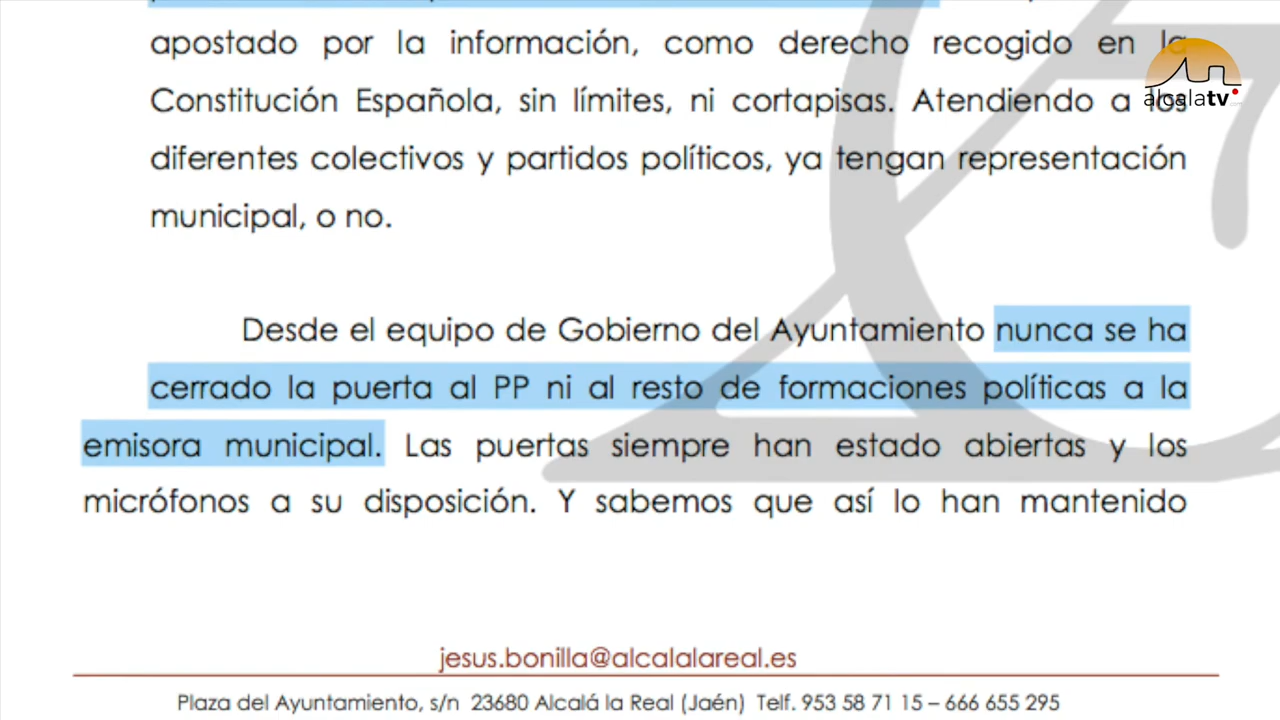 apostado por la información, como derecho recogido en la
Constitución Española, sin límites, ni cortapisas. Atendiendo a los
diferentes colectivos y partidos políticos, ya tengan representación
municipal, o no.
Desde el equipo de Gobierno del Ayuntamiento nunca se ha
cerrado la puerta al PP ni al resto de formaciones políticas a la
emisora municipal. Las puertas siempre han estado abiertas y los
micrófonos a su disposición. Y sabemos que así lo han mantenido
jesus.bonilla@alcalalareal.es
Plaza del Ayuntamiento, s/n 23680 Alcalá la Real (Jaén) Telf. 953 58 71 15 – 666 655 295
alcalatv.com